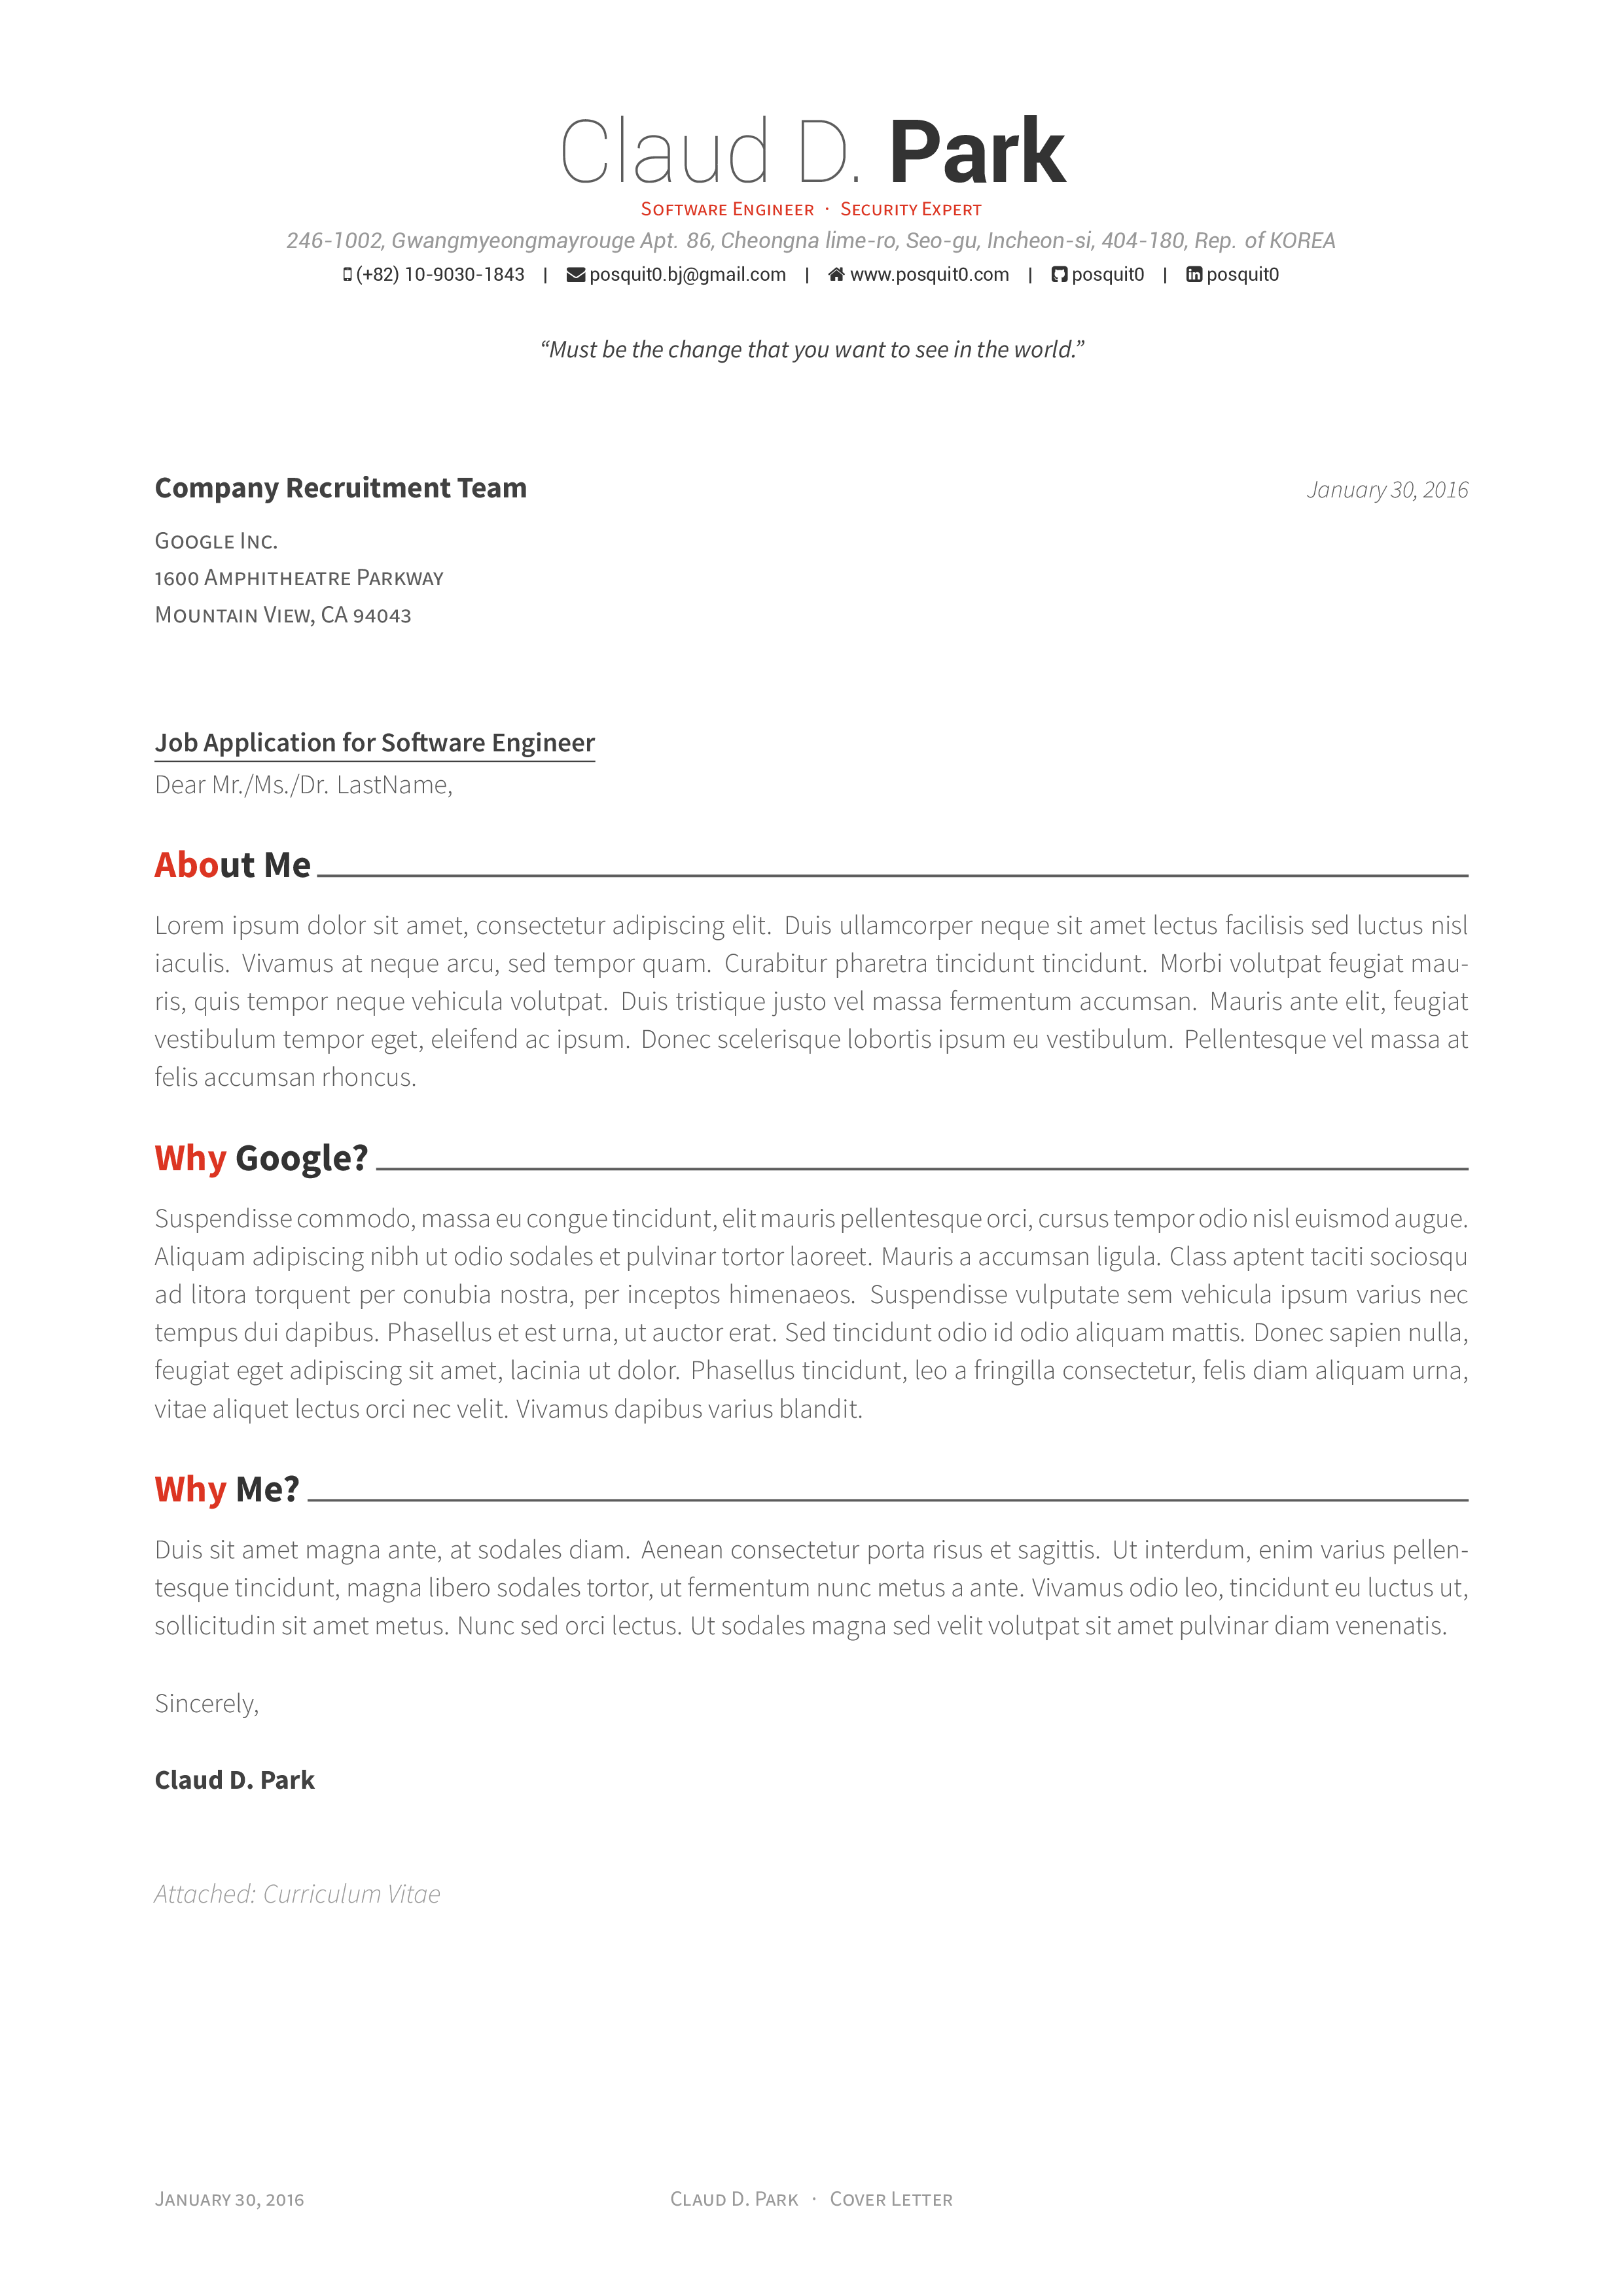 Claud D. Park
Software Engineer · Security Expert
246-1002, Gwangmyeongmayrouge Apt. 86, Cheongna lime-ro, Seo-gu, Incheon-si, 404-180, Rep. of KOREA
(+82) 10-9030-1843 | posquit0.bj@gmail.com | www.posquit0.com | posquit0 | posquit0
“Must be the change that you want to see in the world.”
Company Recruitment Team January 30, 2016
Google Inc.
1600 Amphitheatre Parkway
Mountain View, CA 94043
Job Application for Software Engineer
Dear Mr./Ms./Dr. LastName,
About Me
Lorem ipsum dolor sit amet, consectetur adipiscing elit. Duis ullamcorper neque sit amet lectus facilisis sed luctus nisl
iaculis. Vivamus at neque arcu, sed tempor quam. Curabitur pharetra tincidunt tincidunt. Morbi volutpat feugiat mau-
ris, quis tempor neque vehicula volutpat. Duis tristique justo vel massa fermentum accumsan. Mauris ante elit, feugiat
vestibulum tempor eget, eleifend ac ipsum. Donec scelerisque lobortis ipsum eu vestibulum. Pellentesque vel massa at
felis accumsan rhoncus.
Why Google?
Suspendisse commodo, massa eu congue tincidunt, elit mauris pellentesque orci, cursus tempor odio nisl euismod augue.
Aliquam adipiscing nibh ut odio sodales et pulvinar tortor laoreet. Mauris a accumsan ligula. Class aptent taciti sociosqu
ad litora torquent per conubia nostra, per inceptos himenaeos. Suspendisse vulputate sem vehicula ipsum varius nec
tempus dui dapibus. Phasellus et est urna, ut auctor erat. Sed tincidunt odio id odio aliquam mattis. Donec sapien nulla,
feugiat eget adipiscing sit amet, lacinia ut dolor. Phasellus tincidunt, leo a fringilla consectetur, felis diam aliquam urna,
vitae aliquet lectus orci nec velit. Vivamus dapibus varius blandit.
Why Me?
Duis sit amet magna ante, at sodales diam. Aenean consectetur porta risus et sagittis. Ut interdum, enim varius pellen-
tesque tincidunt, magna libero sodales tortor, ut fermentum nunc metus a ante. Vivamus odio leo, tincidunt eu luctus ut,
sollicitudin sit amet metus. Nunc sed orci lectus. Ut sodales magna sed velit volutpat sit amet pulvinar diam venenatis.
Sincerely,
Claud D. Park
Attached: Curriculum Vitae
January 30, 2016 Claud D. Park · Cover Letter